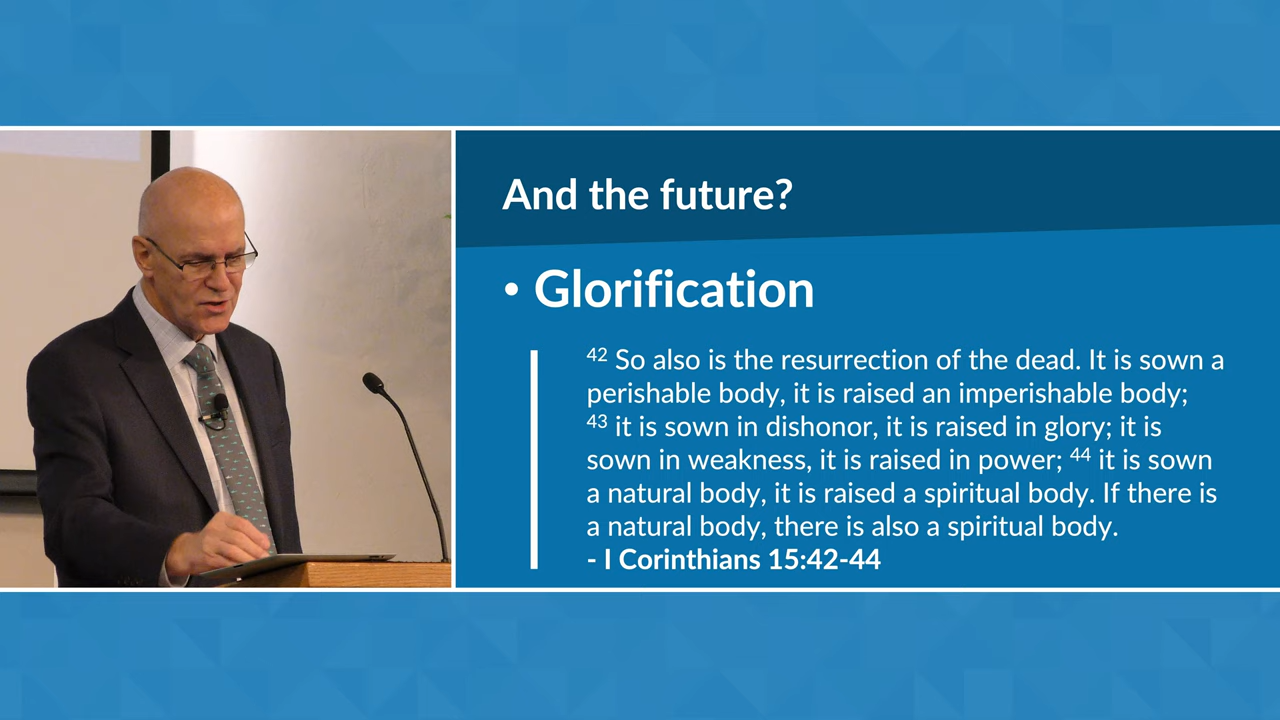 And the future?
• Glorification
42 So also is the resurrection of the dead. It is sown a
perishable body, it is raised an imperishable body;
43 it is sown in dishonor, it is raised in glory; it is
sown in weakness, it is raised in power; 44 it is sown
a natural body, it is raised a spiritual body. If there is
a natural body, there is also a spiritual body.
- I Corinthians 15:42-44